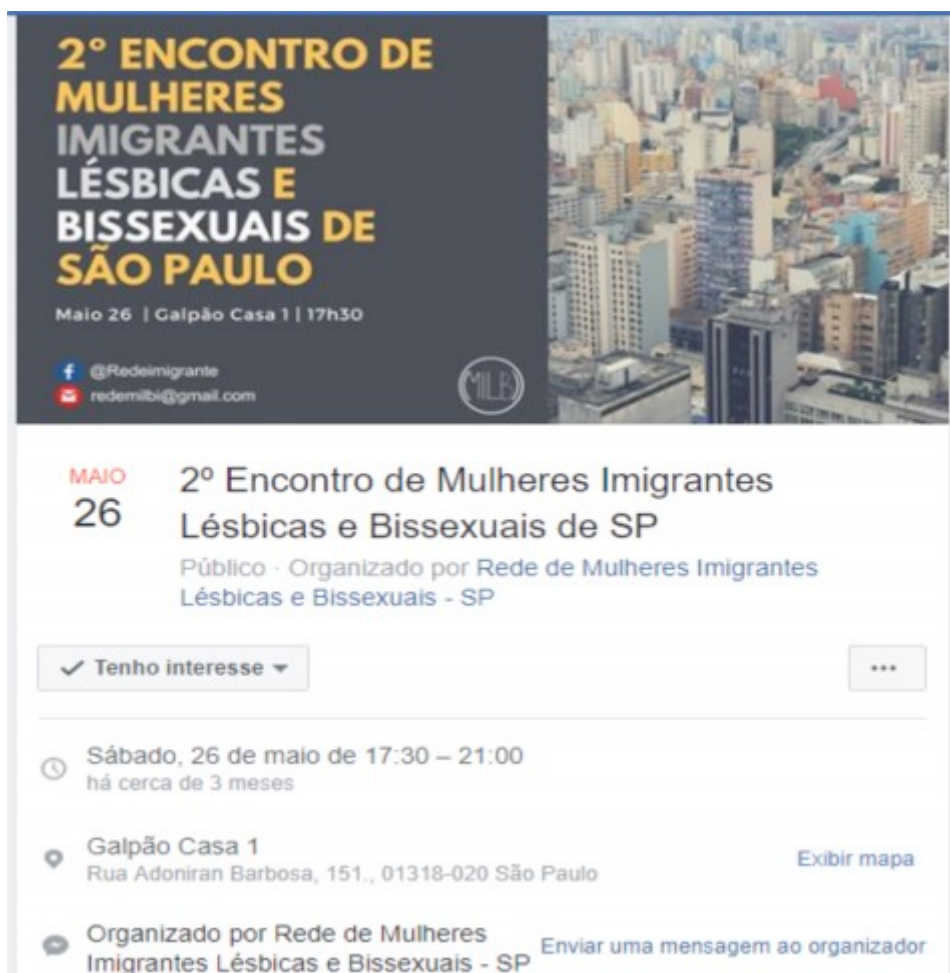 2° ENCONTRO DE
MULHERES
IMIGRANTES
LÉSBICAS E
BISSEXUAIS DE
SÃO PAULO
Maio 26 | Galpão Casa 1 | 17h30
@Redeimigrante
redemilbi@gmail.com
MILBI
MAIO
26
2º Encontro de Mulheres Imigrantes
Lésbicas e Bissexuais de SP
Público · Organizado por Rede de Mulheres Imigrantes
Lésbicas e Bissexuais - SP
Tenho interesse
Sábado, 26 de maio de 17:30 – 21:00
há cerca de 3 meses
Galpão Casa 1
Rua Adoniran Barbosa, 151., 01318-020 São Paulo
Exibir mapa
Organizado por Rede de Mulheres
Imigrantes Lésbicas e Bissexuais - SP
Enviar uma mensagem ao organizador